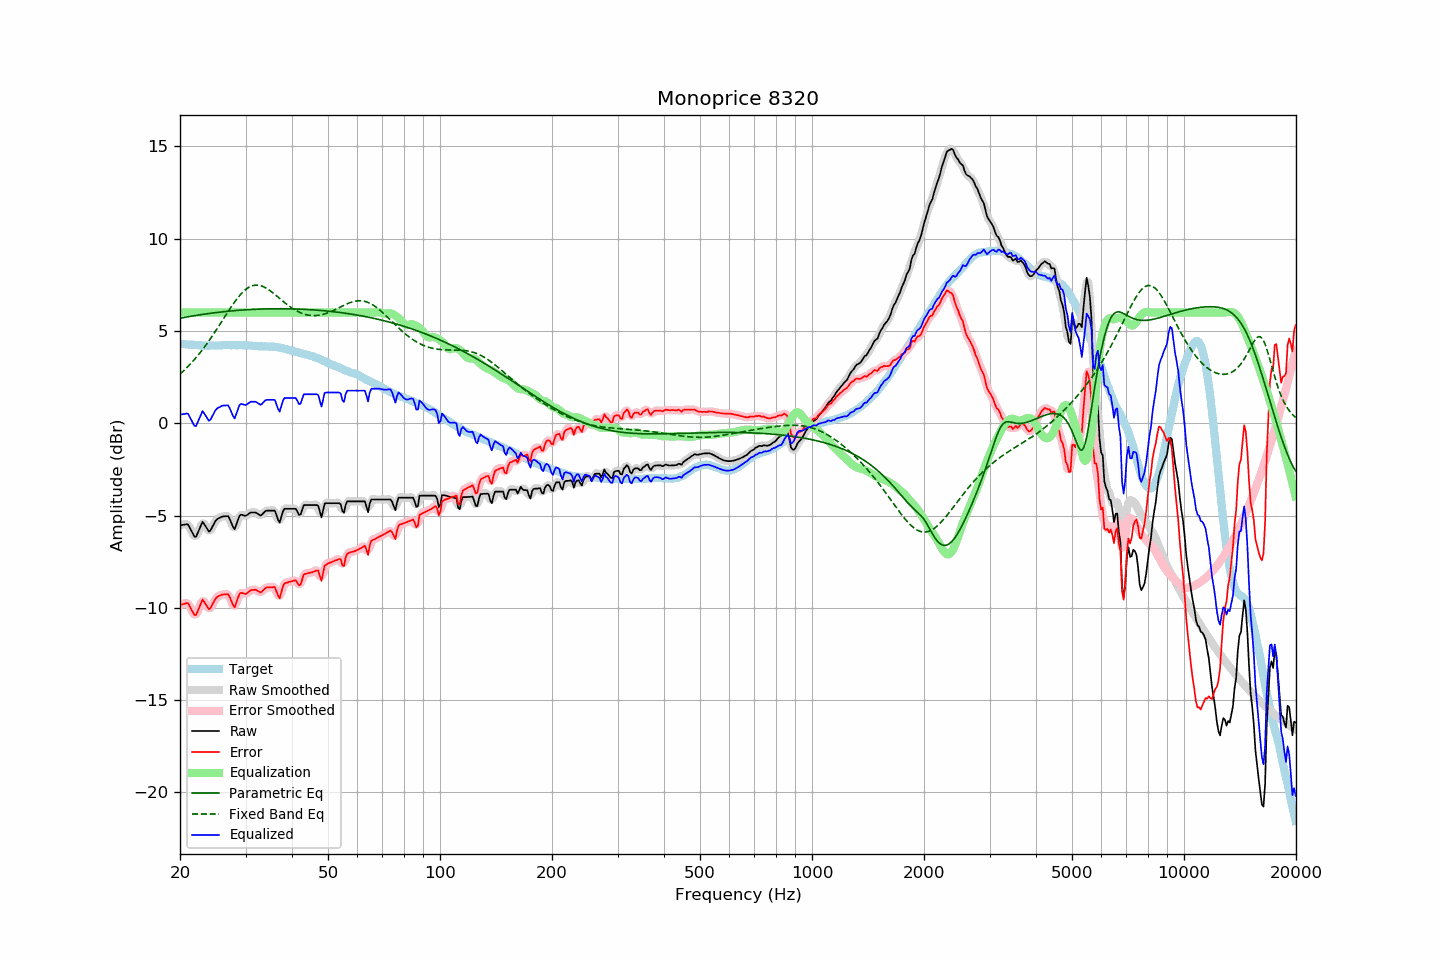 Monoprice 8320
Amplitude (dBr)
15
10
5
0
−5
−10
−15
−20
Target
Raw Smoothed
Error Smoothed
Raw
Error
Equalization
Parametric Eq
Fixed Band Eq
Equalized
20 50 100 200 500 1000 2000 5000 10000 20000
Frequency (Hz)